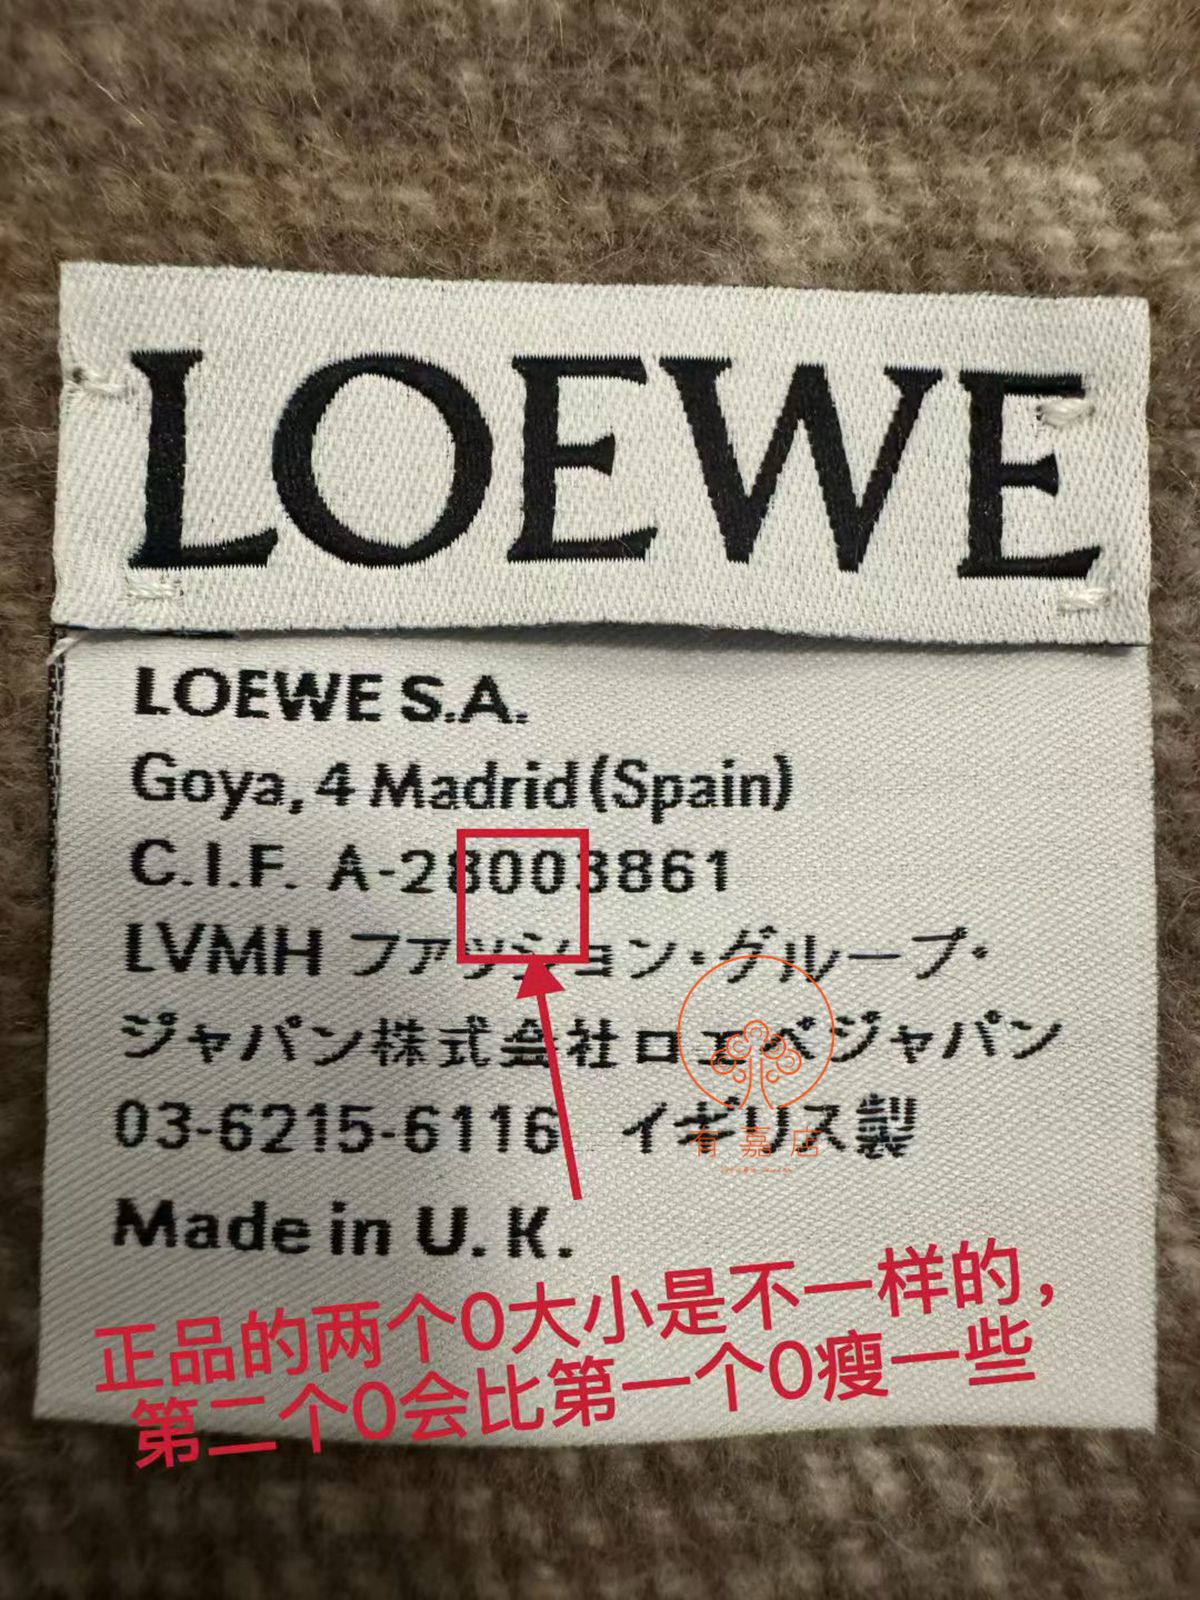 LOEWE
LOEWE S.A.
Goya, 4 Madrid (Spain)
C.I.F. A-28003861
LVMH ファッション・グループ・
ジャパン株式会社ロエベジャパン
03-6215-6116 イギリス製
有嘉店
Made in U.K.
正品的两个0大小是不一样的，
第二个0会比第一个0瘦一些